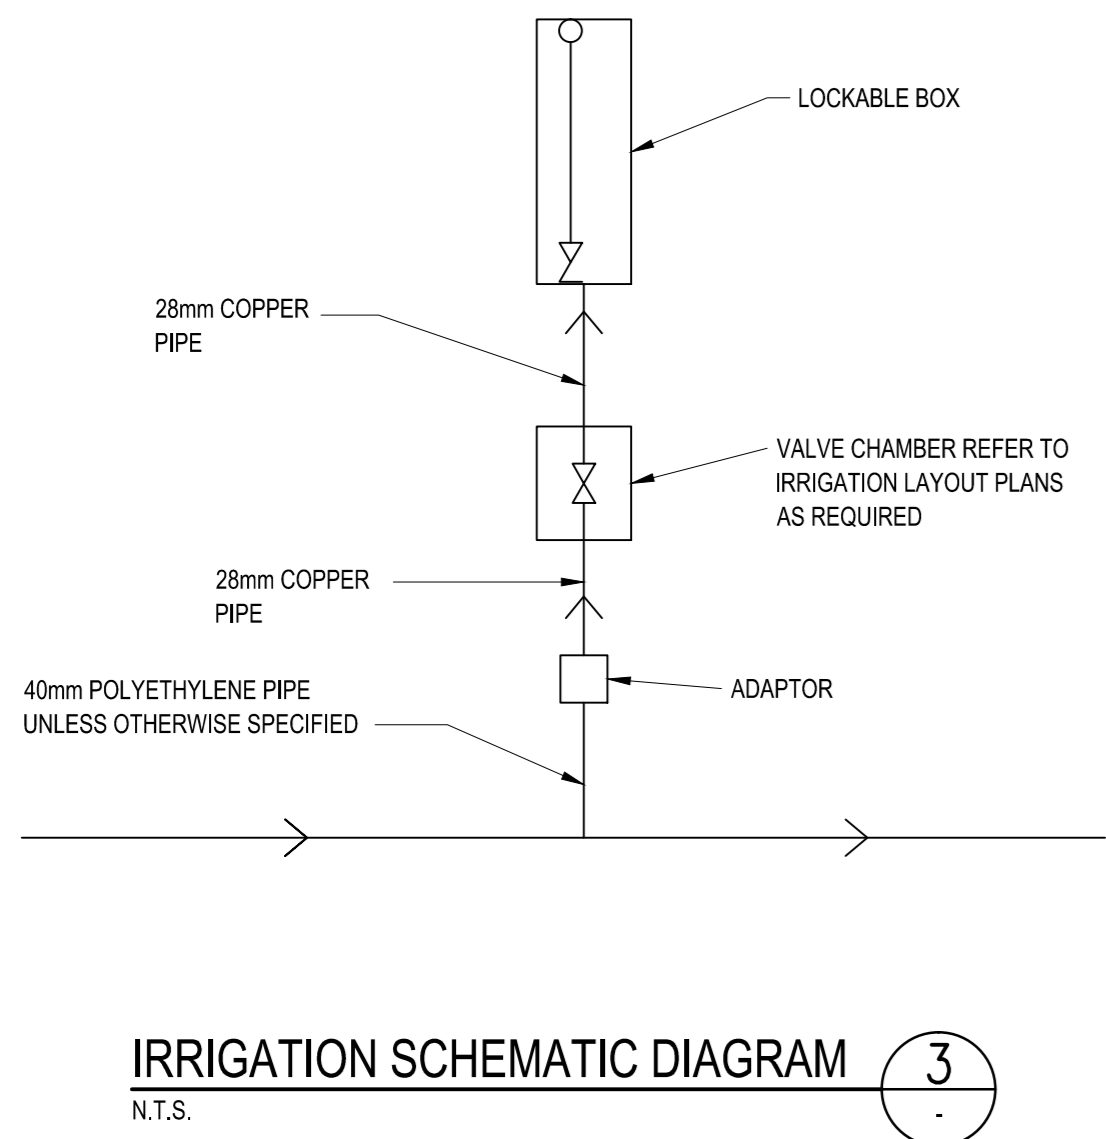 LOCKABLE BOX
28mm COPPER
PIPE
VALVE CHAMBER REFER TO
IRRIGATION LAYOUT PLANS
AS REQUIRED
28mm COPPER
PIPE
ADAPTOR
40mm POLYETHYLENE PIPE
UNLESS OTHERWISE SPECIFIED
IRRIGATION SCHEMATIC DIAGRAM
3
N.T.S.
-